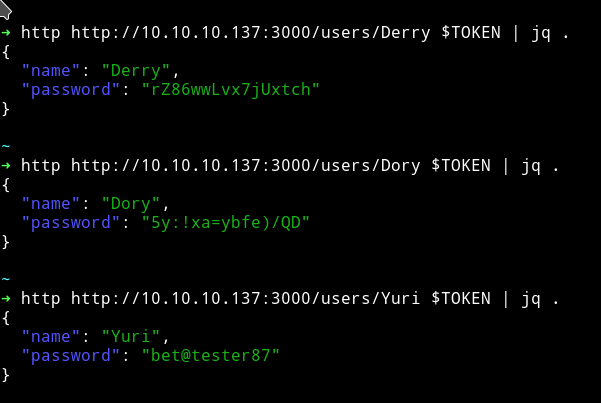 ➜ http http://10.10.10.137:3000/users/Derry $TOKEN | jq .
{
  "name": "Derry",
  "password": "rZ86wwLvx7jUxtch"
}
~
➜ http http://10.10.10.137:3000/users/Dory $TOKEN | jq .
{
  "name": "Dory",
  "password": "5y:!xa=ybfe)/QD"
}
~
➜ http http://10.10.10.137:3000/users/Yuri $TOKEN | jq .
{
  "name": "Yuri",
  "password": "bet@tester87"
}